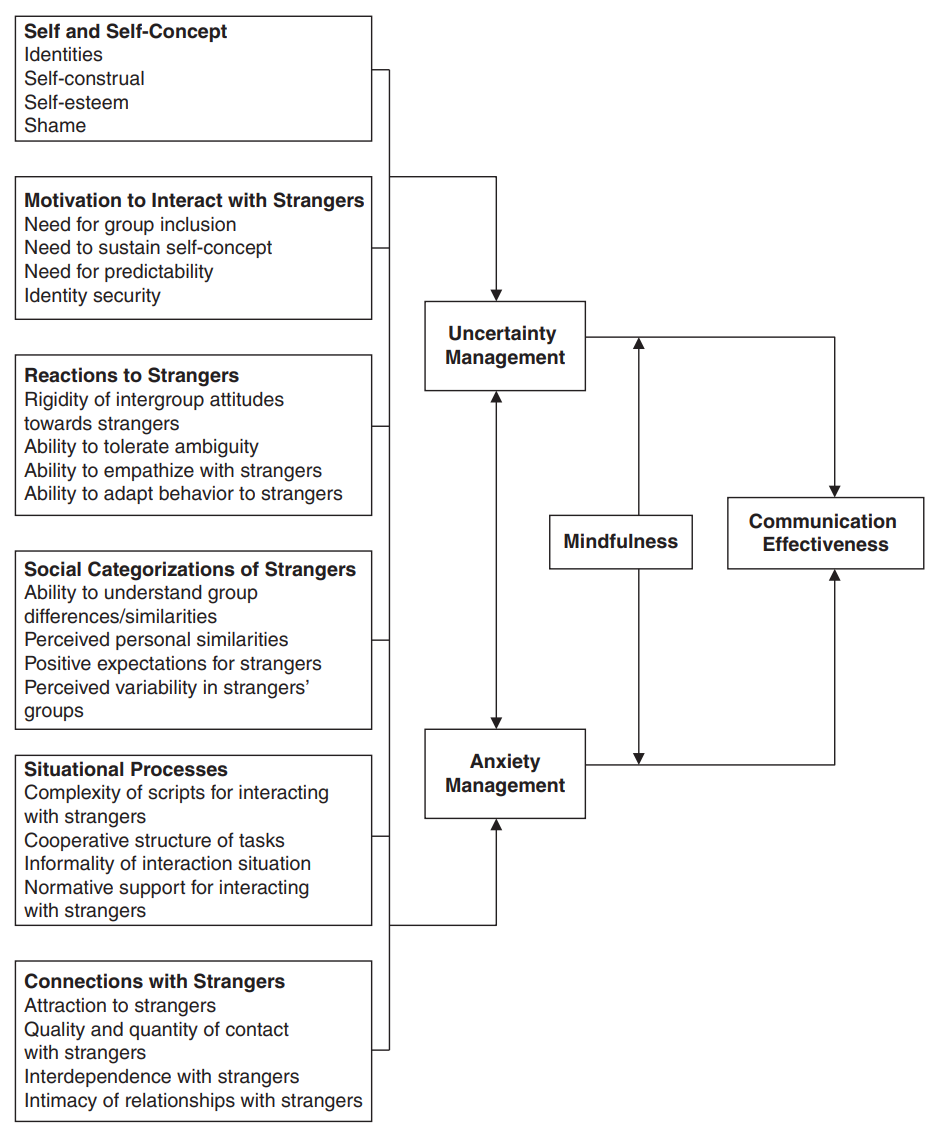 Self and Self-Concept
Identities
Self-construal
Self-esteem
Shame
Motivation to Interact with Strangers
Need for group inclusion
Need to sustain self-concept
Need for predictability
Identity security
Reactions to Strangers
Rigidity of intergroup attitudes
towards strangers
Ability to tolerate ambiguity
Ability to empathize with strangers
Ability to adapt behavior to strangers
Social Categorizations of Strangers
Ability to understand group
differences/similarities
Perceived personal similarities
Positive expectations for strangers
Perceived variability in strangers’
groups
Situational Processes
Complexity of scripts for interacting
with strangers
Cooperative structure of tasks
Informality of interaction situation
Normative support for interacting
with strangers
Connections with Strangers
Attraction to strangers
Quality and quantity of contact
with strangers
Interdependence with strangers
Intimacy of relationships with strangers
Uncertainty
Management
Anxiety
Management
Mindfulness
Communication
Effectiveness